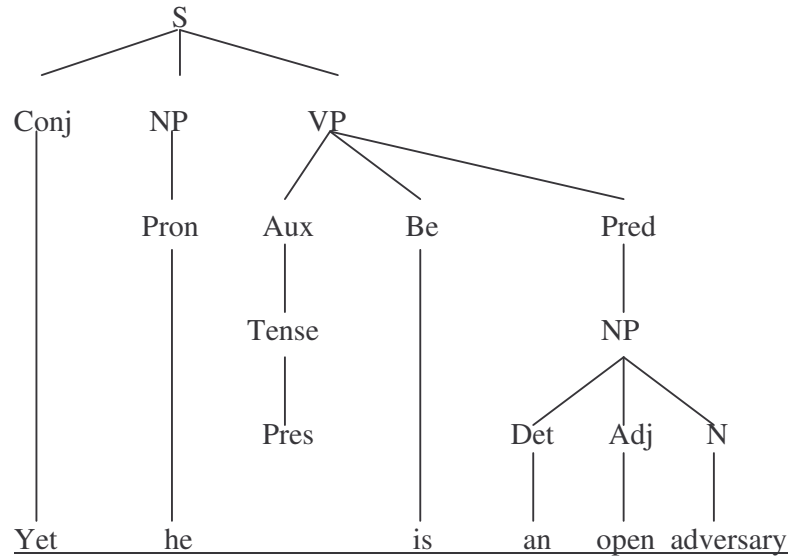 S
Conj NP VP
Pron Aux Be Pred
Tense NP
Pres Det Adj N
Yet he is an open adversary